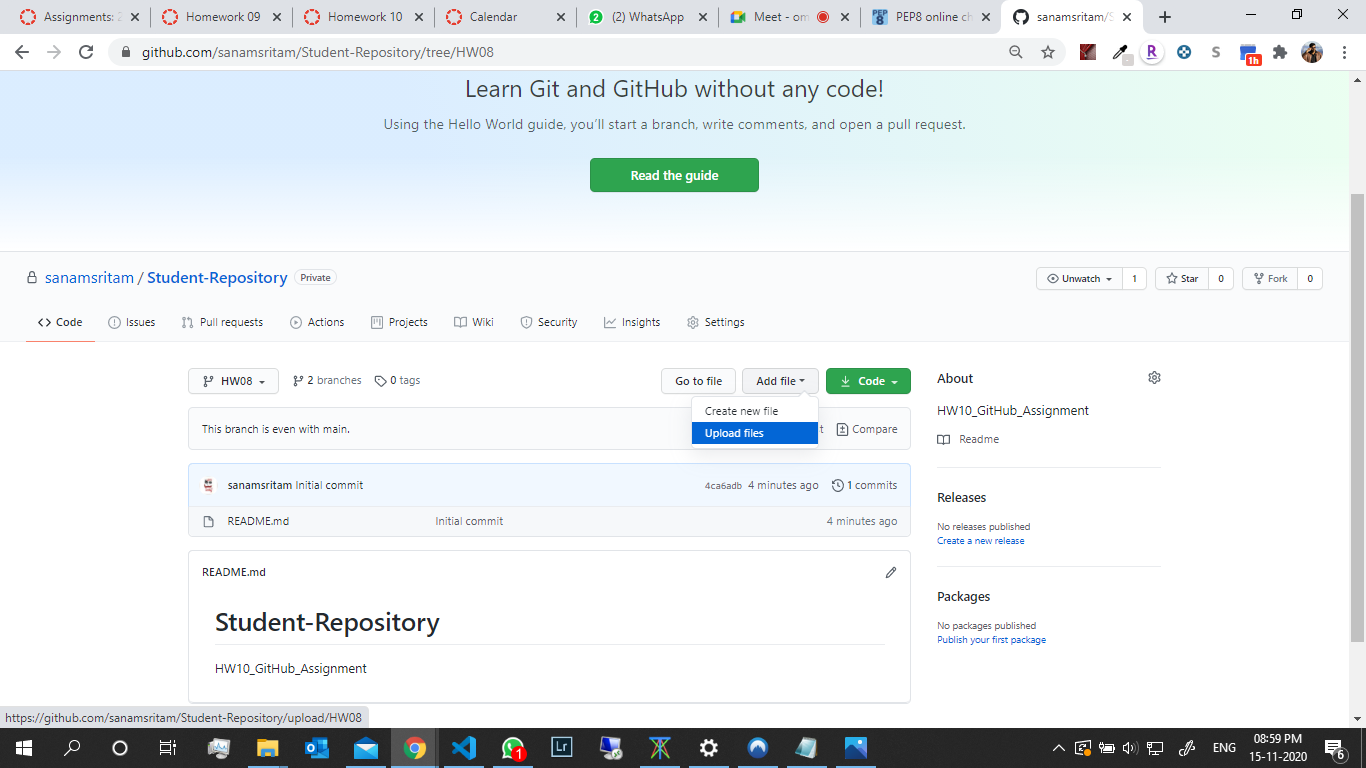 Assignments: 2
Homework 09
Homework 10
Calendar
(2) WhatsApp
Meet - om
PEP8 online ch
sanamsritam/S
github.com/sanamsritam/Student-Repository/tree/HW08
1h
Learn Git and GitHub without any code!
Using the Hello World guide, you'll start a branch, write comments, and open a pull request.
Read the guide
sanamsritam / Student-Repository Private
Unwatch 1 Star 0 Fork 0
Code Issues Pull requests Actions Projects Wiki Security Insights Settings
HW08 2 branches 0 tags Go to file Add file Code
Create new file
Upload files
This branch is even with main. Compare
sanamsritam Initial commit 4ca6adb 4 minutes ago 1 commits
README.md Initial commit 4 minutes ago
README.md
Student-Repository
HW10_GitHub_Assignment
About
HW10_GitHub_Assignment
Readme
Releases
No releases published
Create a new release
Packages
No packages published
Publish your first package
https://github.com/sanamsritam/Student-Repository/upload/HW08
1
Lr
ENG
08:59 PM
15-11-2020
6